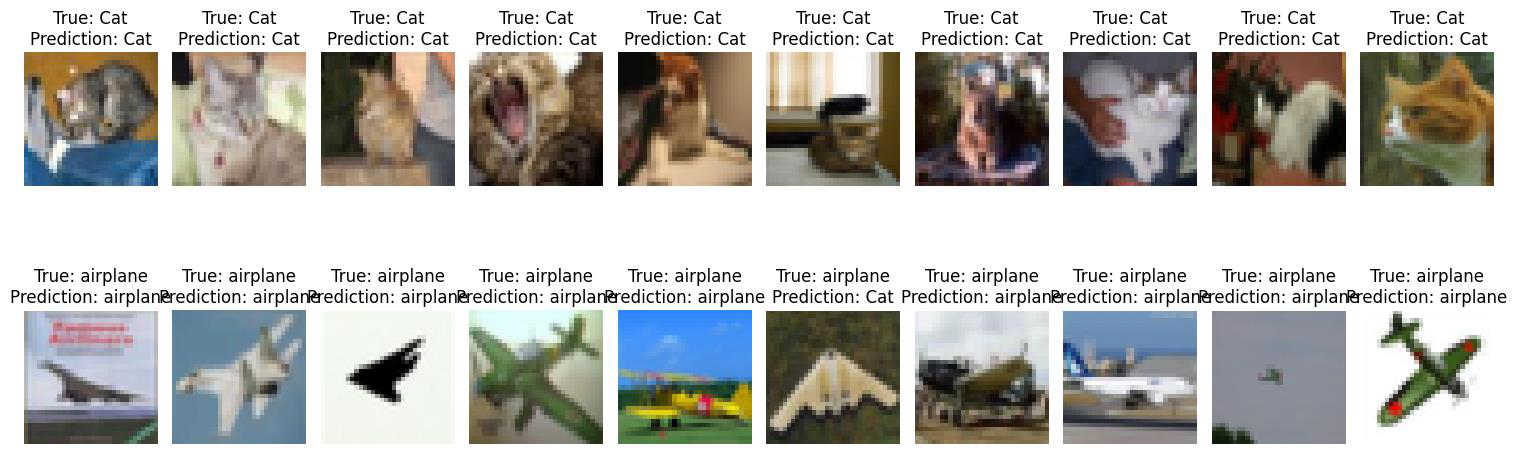 True: Cat True: Cat True: Cat True: Cat True: Cat True: Cat True: Cat True: Cat True: Cat True: Cat
Prediction: Cat Prediction: Cat Prediction: Cat Prediction: Cat Prediction: Cat Prediction: Cat Prediction: Cat Prediction: Cat Prediction: Cat Prediction: Cat
True: airplane True: airplane True: airplane True: airplane True: airplane True: airplane True: airplane True: airplane True: airplane True: airplane
Prediction: airplane Prediction: airplane Prediction: airplane Prediction: airplane Prediction: airplane Prediction: Cat Prediction: airplane Prediction: airplane Prediction: airplane Prediction: airplane